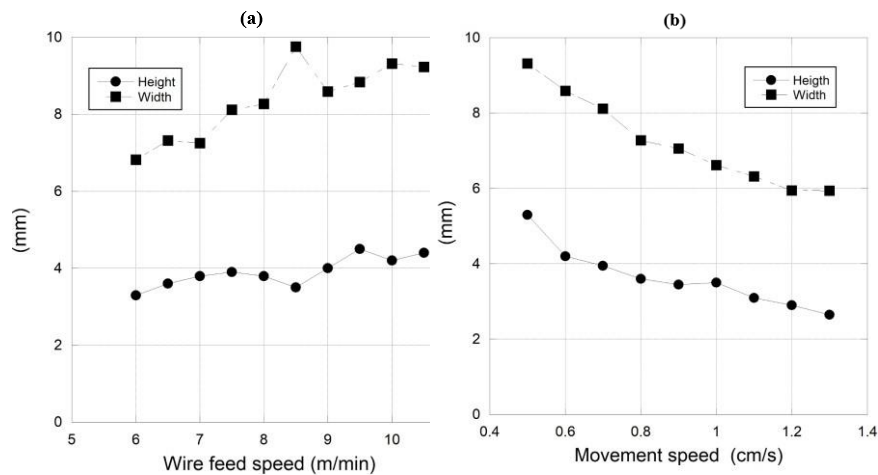 (a)
10
8
6
4
2
0
(mm)
Height
Width
5 6 7 8 9 10
Wire feed speed (m/min)
(b)
10
8
6
4
2
0
(mm)
Heigth
Width
0.4 0.6 0.8 1 1.2 1.4
Movement speed (cm/s)